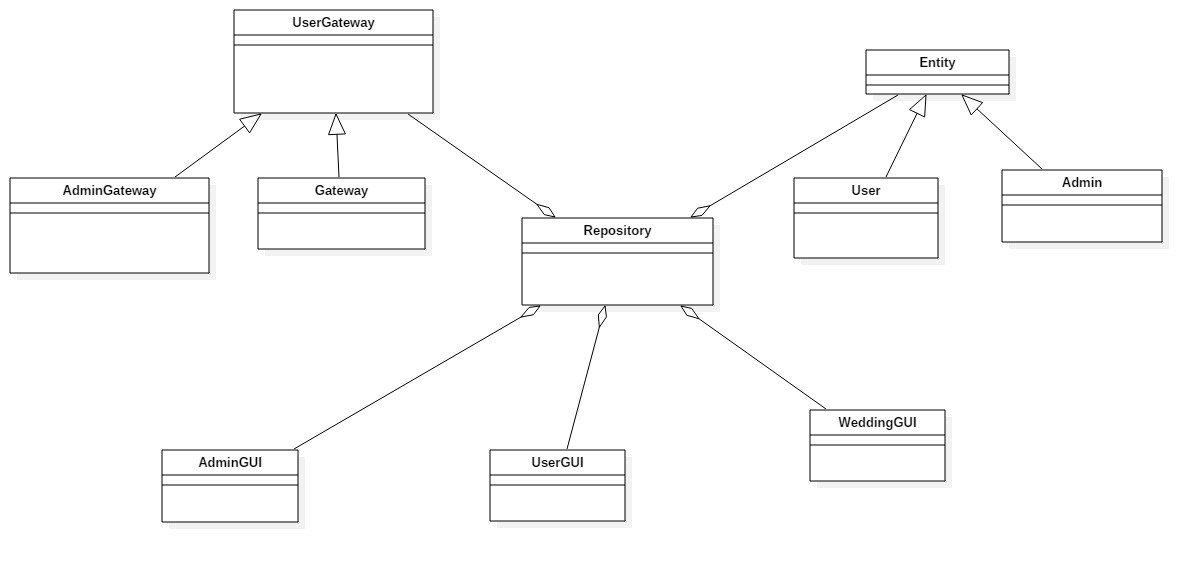 UserGateway
Entity
AdminGateway
Gateway
User
Admin
Repository
AdminGUI
UserGUI
WeddingGUI